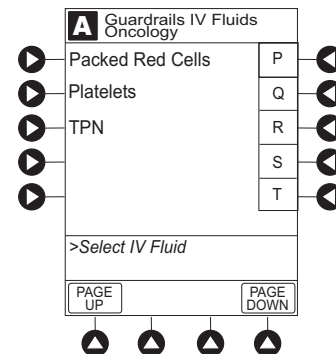 A Guardrails IV Fluids
Oncology
Packed Red Cells P
Platelets Q
TPN R
S
T
>Select IV Fluid
PAGE UP PAGE DOWN